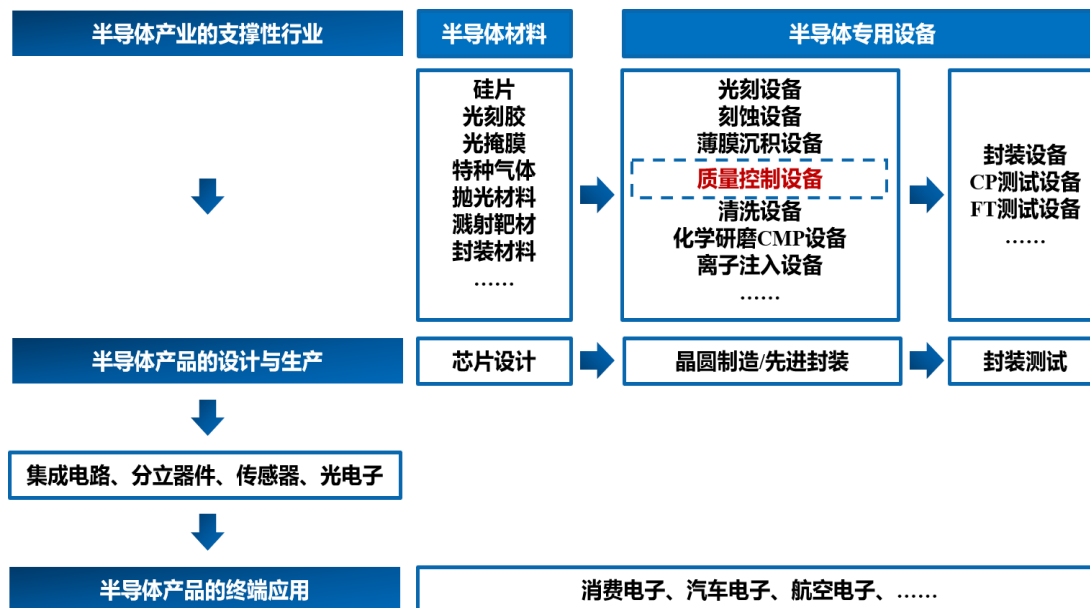 半导体产业的支撑性行业
半导体材料
半导体专用设备
硅片
光刻胶
光掩膜
特种气体
抛光材料
溅射靶材
封装材料
……
光刻设备
刻蚀设备
薄膜沉积设备
质量控制设备
清洗设备
化学研磨CMP设备
离子注入设备
……
封装设备
CP测试设备
FT测试设备
……
半导体产品的设计与生产
芯片设计
晶圆制造/先进封装
封装测试
集成电路、分立器件、传感器、光电子
半导体产品的终端应用
消费电子、汽车电子、航空电子、……